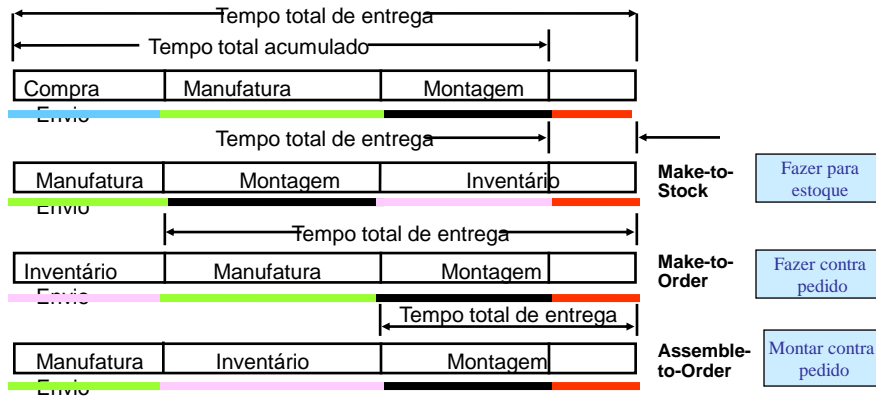 Tempo total de entrega
Tempo total acumulado
Compra Manufatura Montagem
Envio
Tempo total de entrega
Manufatura Montagem Inventário
Envio
Make-to-
Stock
Fazer para
estoque
Tempo total de entrega
Inventário Manufatura Montagem
Envio
Make-to-
Order
Fazer contra
pedido
Tempo total de entrega
Manufatura Inventário Montagem
Envio
Assemble-
to-Order
Montar contra
pedido